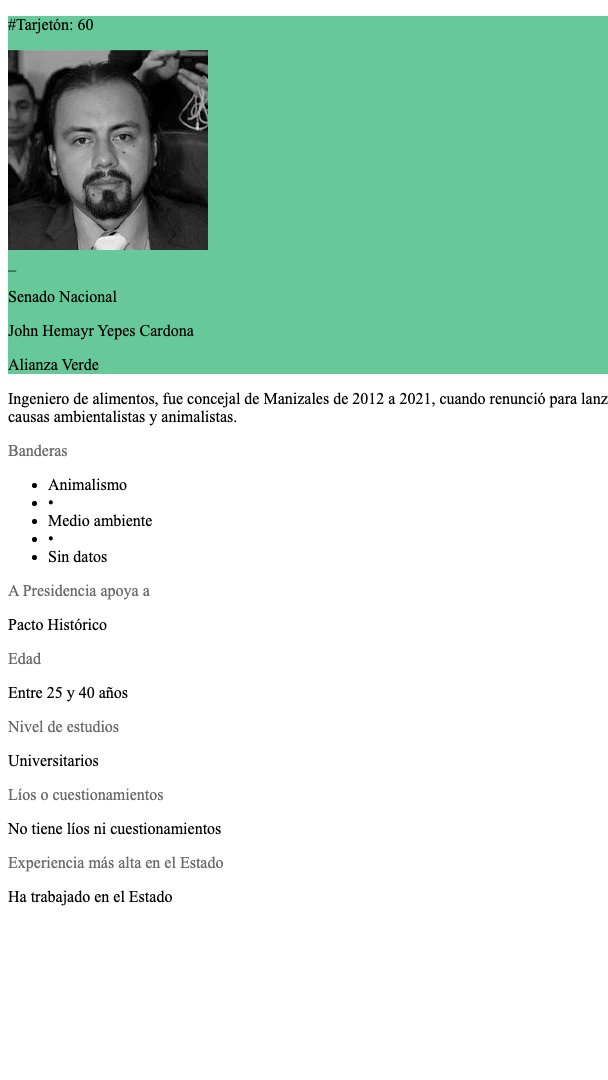 #Tarjetón: 60
_
Senado Nacional
John Hemayr Yepes Cardona
Alianza Verde
Ingeniero de alimentos, fue concejal de Manizales de 2012 a 2021, cuando renunció para lanz
causas ambientalistas y animalistas.
Banderas
• Animalismo
• •
• Medio ambiente
• •
• Sin datos
A Presidencia apoya a
Pacto Histórico
Edad
Entre 25 y 40 años
Nivel de estudios
Universitarios
Líos o cuestionamientos
No tiene líos ni cuestionamientos
Experiencia más alta en el Estado
Ha trabajado en el Estado